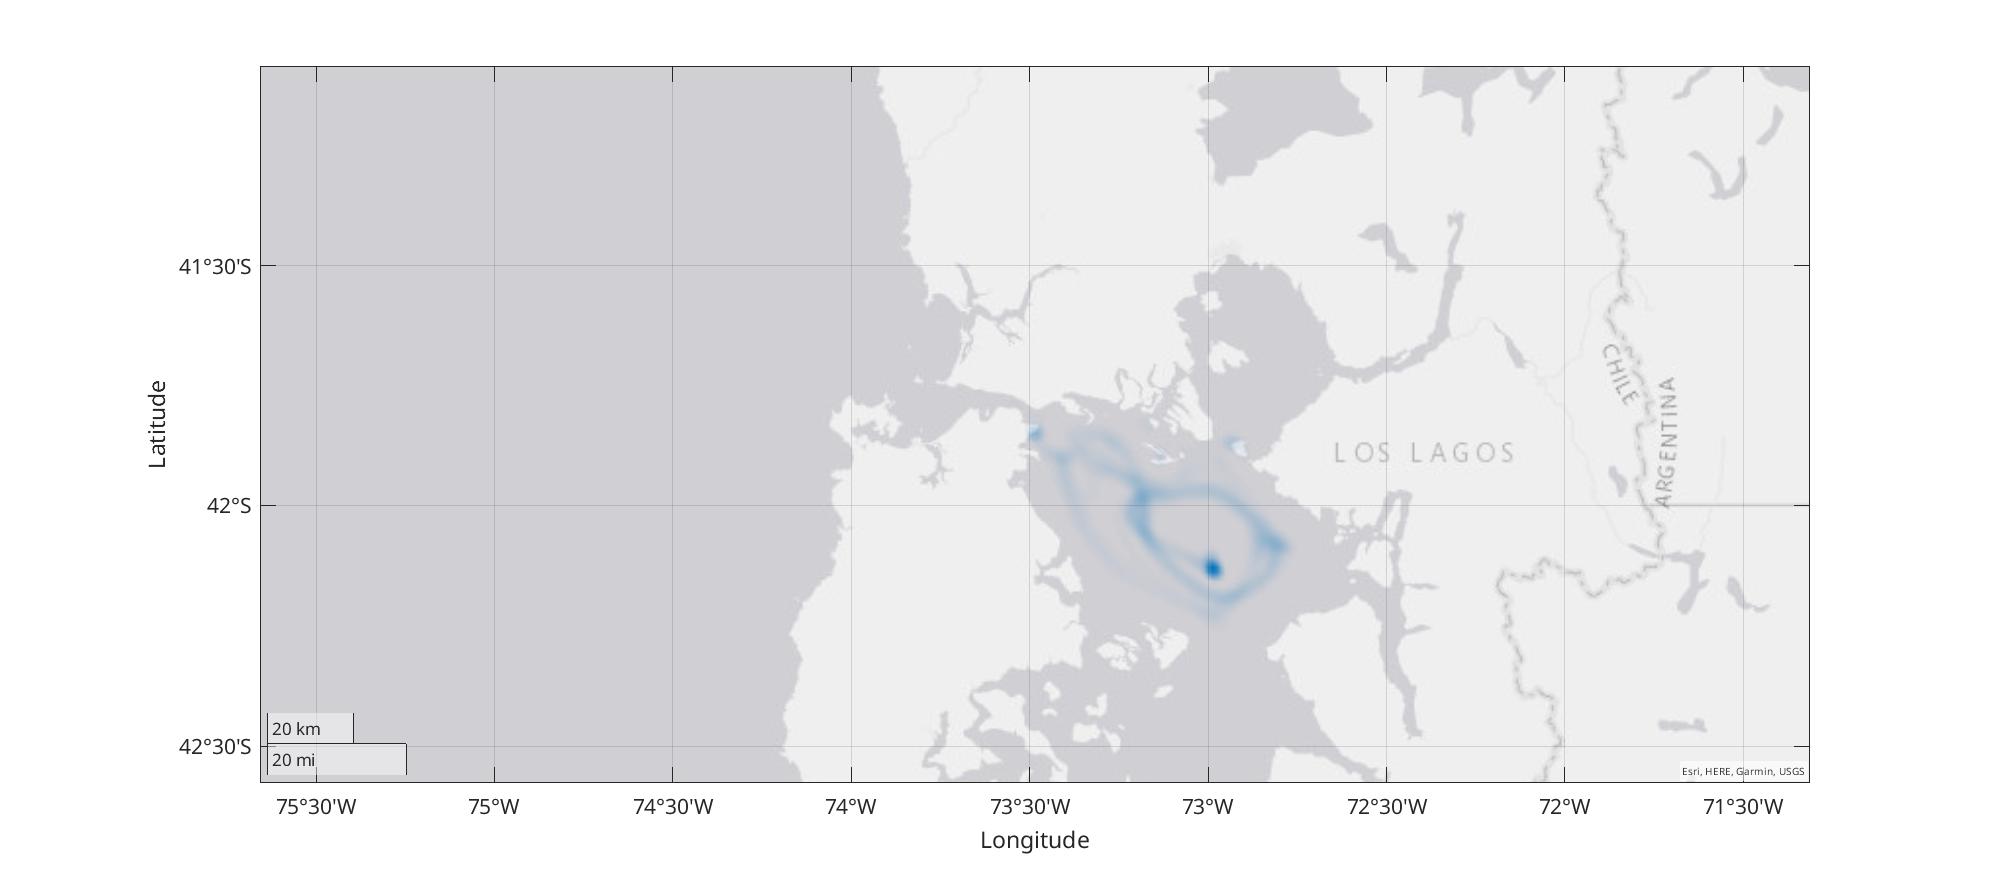 41°30'S
42°S
42°30'S
Latitude
CHILE
ARGENTINA
LOS LAGOS
20 km
20 mi
Esri, HERE, Garmin, USGS
75°30'W 75°W 74°30'W 74°W 73°30'W 73°W 72°30'W 72°W 71°30'W
Longitude